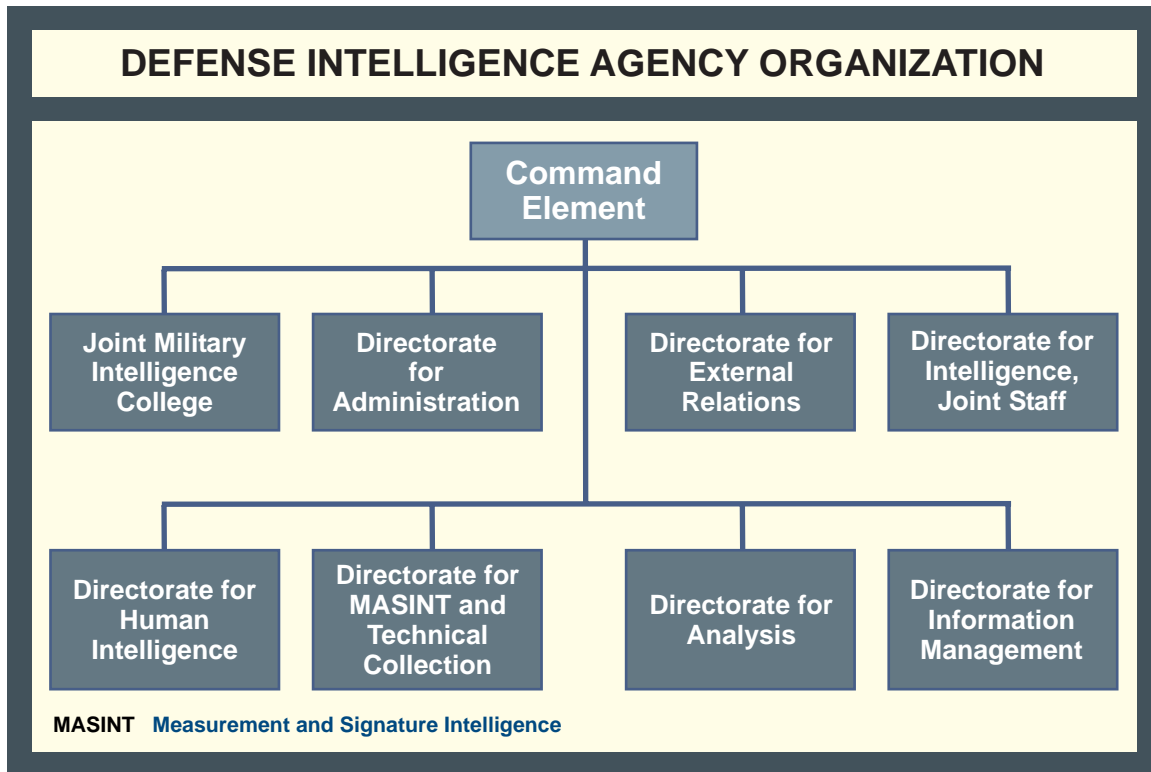 DEFENSE INTELLIGENCE AGENCY ORGANIZATION
Command
Element
Joint Military
Intelligence
College
Directorate
for
Administration
Directorate for
External
Relations
Directorate for
Intelligence,
Joint Staff
Directorate for
Human
Intelligence
Directorate for
MASINT and
Technical
Collection
Directorate for
Analysis
Directorate for
Information
Management
MASINT Measurement and Signature Intelligence